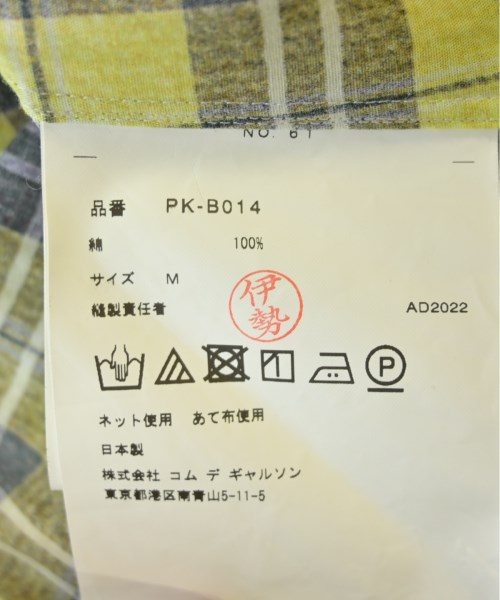 NO. 61
品番 PK-B014
綿 100%
サイズ M
縫製責任者 伊勢 AD2022
ネット使用 あて布使用
日本製
株式会社 コム デ ギャルソン
東京都港区南青山5-11-5